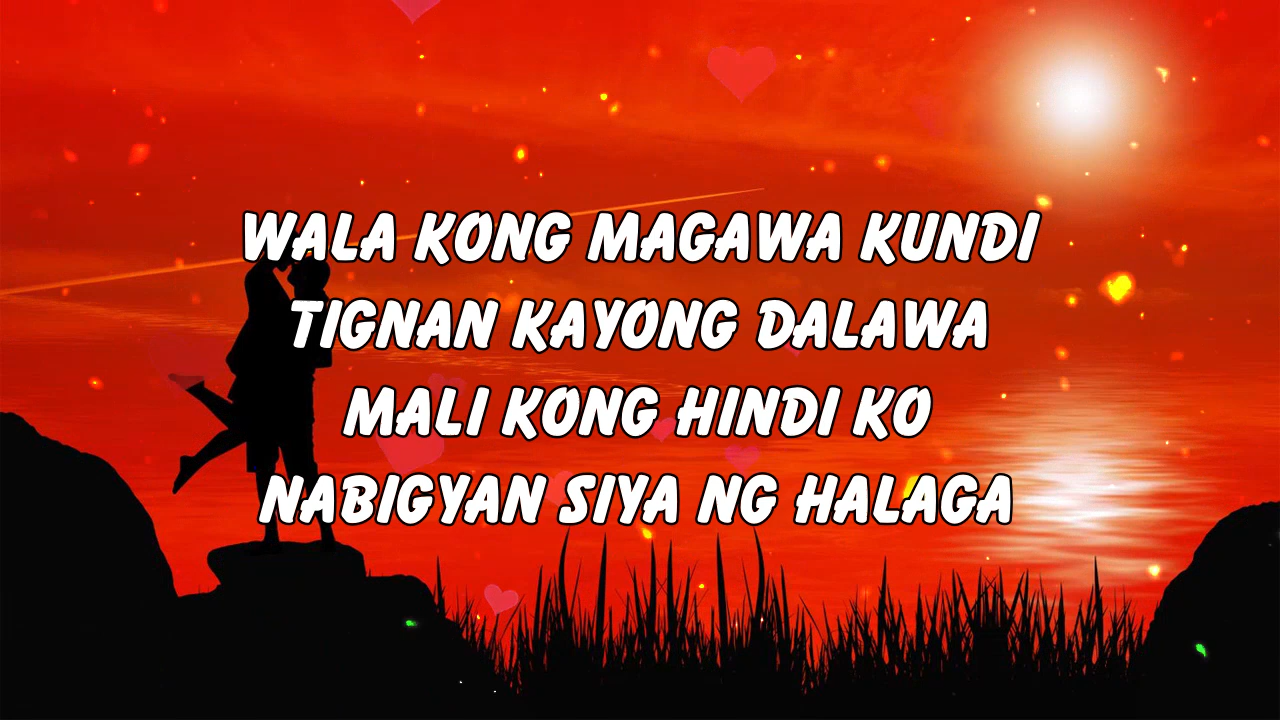 WALA KONG MAGAWA KUNDI
TIGNAN KAYONG DALAWA
MALI KONG HINDI KO
NABIGYAN SIYA NG HALAGA